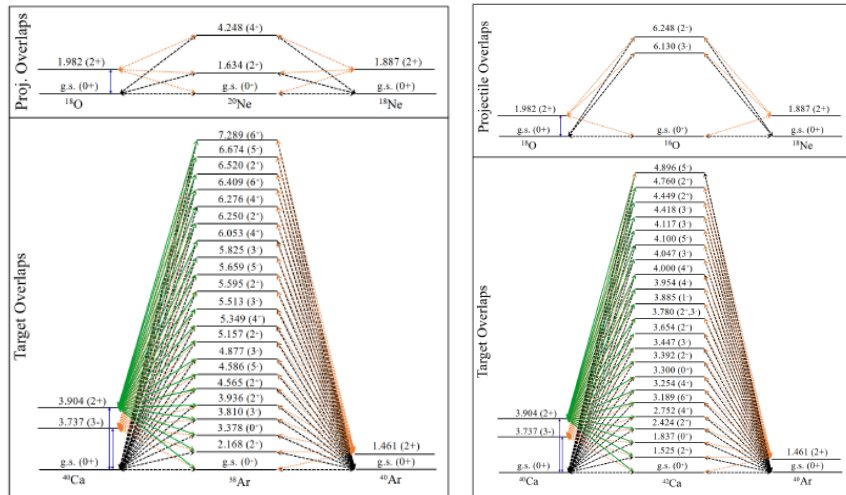 Proj. Overlaps
4.248 (4⁺)
1.982 (2+)
1.634 (2⁺)
1.887 (2+)
g.s. (0+)
g.s. (0⁺)
g.s. (0+)
¹⁸O
²⁰Ne
¹⁸Ne
Target Overlaps
7.289 (6⁺)
6.674 (5⁻)
6.520 (2⁺)
6.409 (6⁺)
6.276 (4⁺)
6.250 (2⁺)
6.053 (4⁺)
5.825 (3⁻)
5.659 (5⁻)
5.595 (2⁺)
5.513 (3⁻)
5.349 (4⁺)
5.157 (2⁺)
4.877 (3⁻)
4.586 (5⁻)
4.565 (2⁺)
3.936 (2⁺)
3.904 (2+)
3.810 (3⁻)
3.737 (3-)
3.378 (0⁺)
2.168 (2⁺)
1.461 (2+)
g.s. (0+)
g.s. (0⁺)
g.s. (0+)
⁴⁰Ca
³⁸Ar
⁴⁰Ar
Projectile Overlaps
6.248 (2⁻)
6.130 (3⁻)
1.982 (2+)
1.887 (2+)
g.s. (0+)
g.s. (0⁺)
g.s. (0+)
¹⁸O
¹⁶O
¹⁸Ne
Target Overlaps
4.896 (5⁻)
4.760 (2⁺)
4.449 (2⁺)
4.418 (3⁻)
4.117 (3⁻)
4.100 (5⁻)
4.047 (3⁻)
4.000 (4⁺)
3.954 (4⁻)
3.885 (1⁻)
3.780 (2⁺,3⁻)
3.654 (2⁺)
3.447 (3⁻)
3.392 (2⁺)
3.300 (0⁺)
3.254 (4⁺)
3.189 (6⁺)
3.904 (2+)
2.752 (4⁺)
2.424 (2⁺)
3.737 (3-)
1.837 (0⁺)
1.525 (2⁺)
1.461 (2+)
g.s. (0+)
g.s. (0⁺)
g.s. (0+)
⁴⁰Ca
⁴²Ca
⁴⁰Ar